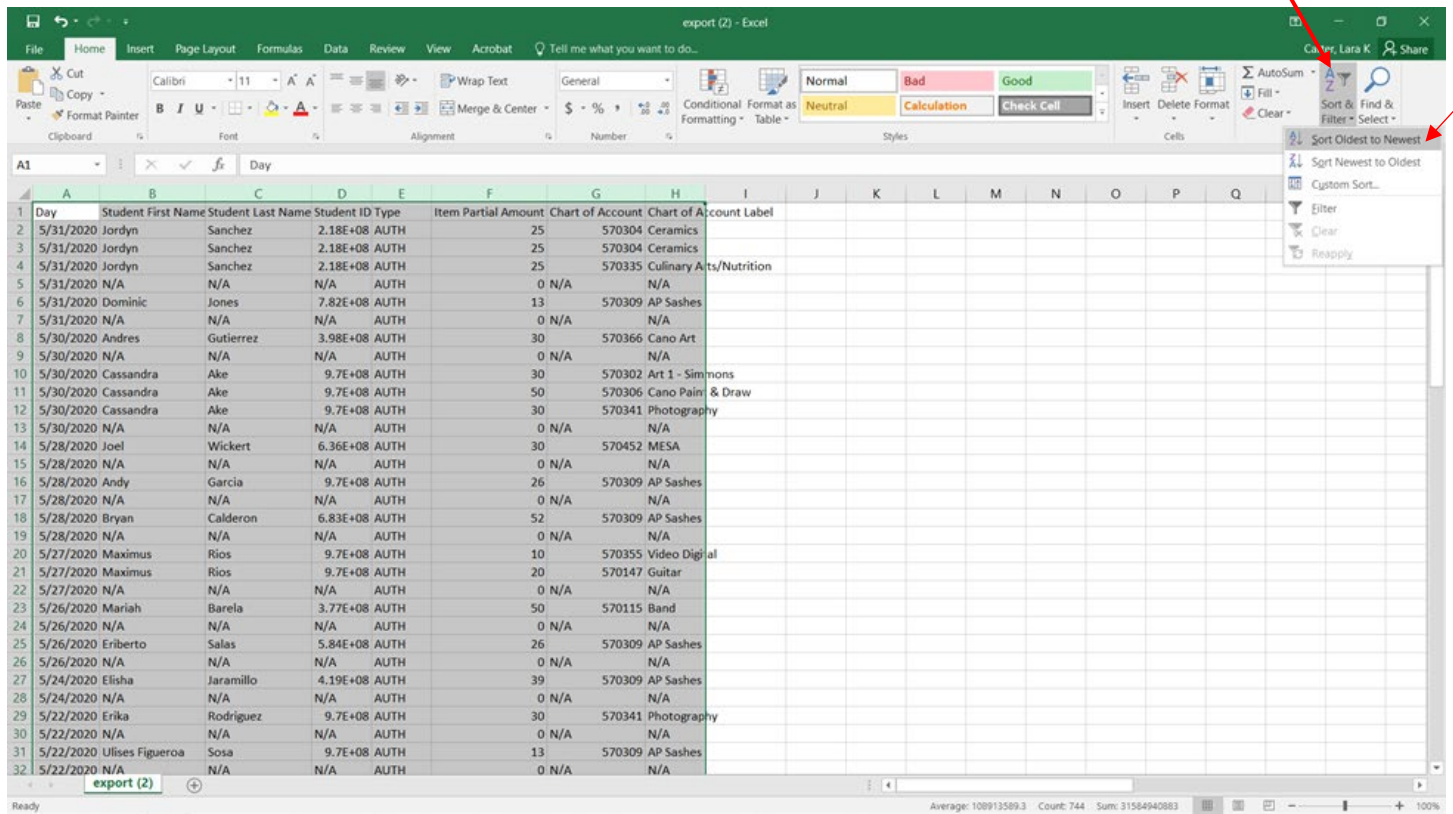 export (2) - Excel
File Home Insert Page Layout Formulas Data Review View Acrobat Tell me what you want to do... Carter, Lara K Share
Paste Cut Copy Format Painter Clipboard
Calibri 11 A A B I U A Font
Wrap Text Merge & Center Alignment
General $ % , Number
Conditional Formatting Format as Table
Normal Bad Good
Neutral Calculation Check Cell
Styles
Insert Delete Format
Cells
AutoSum Fill Clear
Sort & Filter Find & Select
Sort Oldest to Newest
Sort Newest to Oldest
Custom Sort...
Filter
Clear
Reapply
A1 fx Day
A B C D E F G H I J K L M N O P Q
1 Day Student First Name Student Last Name Student ID Type Item Partial Amount Chart of Account Chart of Account Label
2 5/31/2020 Jordyn Sanchez 2.18E+08 AUTH 25 570304 Ceramics
3 5/31/2020 Jordyn Sanchez 2.18E+08 AUTH 25 570304 Ceramics
4 5/31/2020 Jordyn Sanchez 2.18E+08 AUTH 25 570335 Culinary Arts/Nutrition
5 5/31/2020 N/A N/A N/A AUTH 0 N/A N/A
6 5/31/2020 Dominic Jones 7.82E+08 AUTH 13 570309 AP Sashes
7 5/31/2020 N/A N/A N/A AUTH 0 N/A N/A
8 5/30/2020 Andres Gutierrez 3.98E+08 AUTH 30 570366 Cano Art
9 5/30/2020 N/A N/A N/A AUTH 0 N/A N/A
10 5/30/2020 Cassandra Ake 9.7E+08 AUTH 30 570302 Art 1 - Simmons
11 5/30/2020 Cassandra Ake 9.7E+08 AUTH 50 570306 Cano Paint & Draw
12 5/30/2020 Cassandra Ake 9.7E+08 AUTH 30 570341 Photography
13 5/30/2020 N/A N/A N/A AUTH 0 N/A N/A
14 5/28/2020 Joel Wickert 6.36E+08 AUTH 30 570452 MESA
15 5/28/2020 N/A N/A N/A AUTH 0 N/A N/A
16 5/28/2020 Andy Garcia 9.7E+08 AUTH 26 570309 AP Sashes
17 5/28/2020 N/A N/A N/A AUTH 0 N/A N/A
18 5/28/2020 Bryan Calderon 6.83E+08 AUTH 52 570309 AP Sashes
19 5/28/2020 N/A N/A N/A AUTH 0 N/A N/A
20 5/27/2020 Maximus Rios 9.7E+08 AUTH 10 570355 Video Digital
21 5/27/2020 Maximus Rios 9.7E+08 AUTH 20 570147 Guitar
22 5/27/2020 N/A N/A N/A AUTH 0 N/A N/A
23 5/26/2020 Mariah Barela 3.77E+08 AUTH 50 570115 Band
24 5/26/2020 N/A N/A N/A AUTH 0 N/A N/A
25 5/26/2020 Eriberto Salas 5.84E+08 AUTH 26 570309 AP Sashes
26 5/26/2020 N/A N/A N/A AUTH 0 N/A N/A
27 5/24/2020 Elisha Jaramillo 4.19E+08 AUTH 39 570309 AP Sashes
28 5/24/2020 N/A N/A N/A AUTH 0 N/A N/A
29 5/22/2020 Erika Rodriguez 9.7E+08 AUTH 30 570341 Photography
30 5/22/2020 N/A N/A N/A AUTH 0 N/A N/A
31 5/22/2020 Ulises Figueroa Sosa 9.7E+08 AUTH 13 570309 AP Sashes
32 5/22/2020 N/A N/A N/A AUTH 0 N/A N/A
export (2)
Ready Average: 108913589.3 Count: 744 Sum: 31584940883 100%